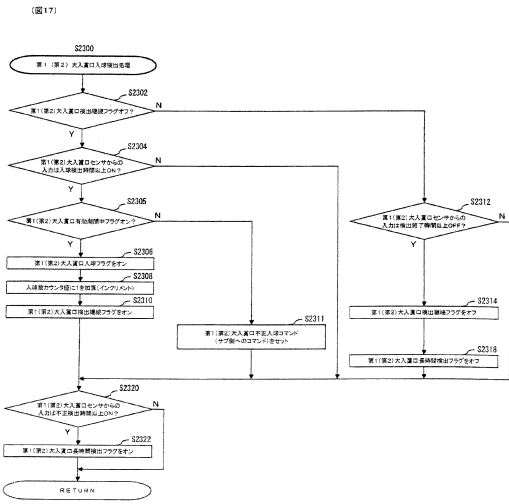 (図17)
S2300
第1(第2)大入賞口入球検出処理
S2302
第1(第2)大入賞口検出継続フラグオフ?
N
Y
S2304
第1(第2)大入賞口センサからの
入力は入球検出時間以上ON?
N
Y
S2305
第1(第2)大入賞口有効期間中フラグオン?
N
Y
S2306
第1(第2)大入賞口入球フラグをオン
S2308
入球数カウンタ値に1を加算(インクリメント)
S2310
第1(第2)大入賞口検出継続フラグをオン
S2311
第1(第2)大入賞口不正入球コマンド
(サブ側へのコマンド)をセット
S2312
第1(第2)大入賞口センサからの
入力は検出終了時間以上OFF?
N
Y
S2314
第1(第2)大入賞口検出継続フラグをオフ
S2318
第1(第2)大入賞口長時間検出フラグをオフ
S2320
第1(第2)大入賞口センサからの
入力は不正検出時間以上ON?
N
Y
S2322
第1(第2)大入賞口長時間検出フラグをオン
RETURN